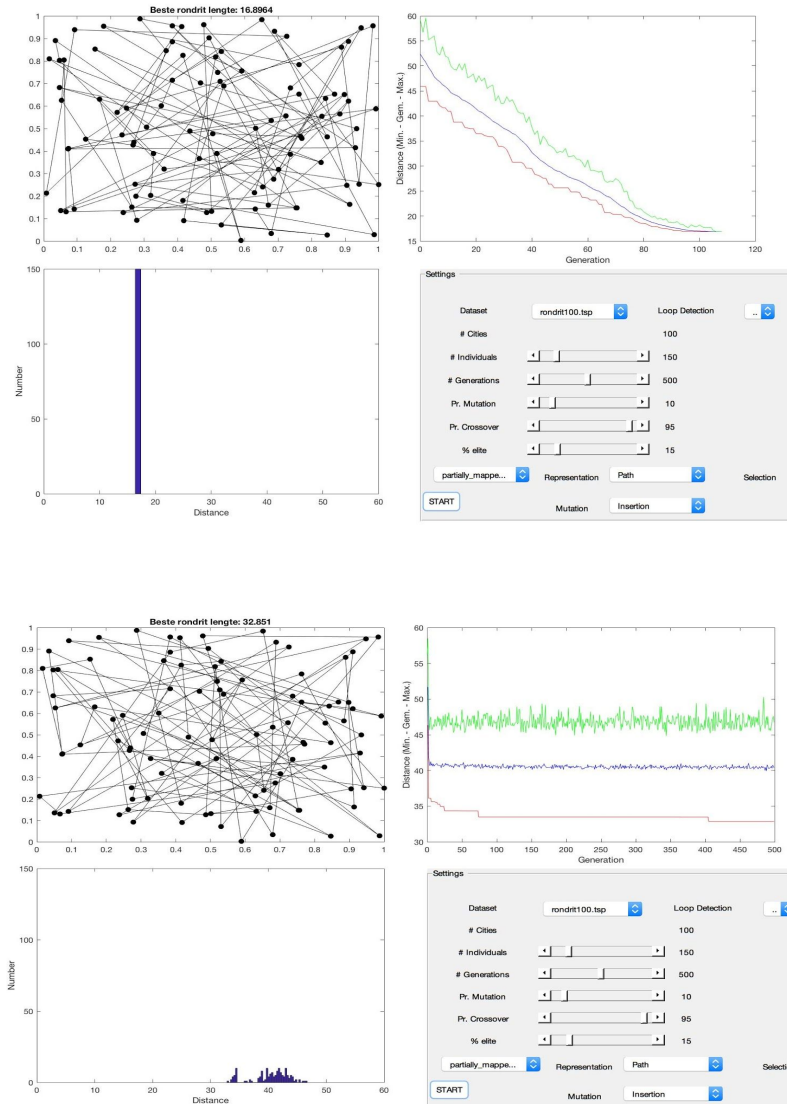 Beste rondrit lengte: 16.8964
1
0.9
0.8
0.7
0.6
0.5
0.4
0.3
0.2
0.1
0
0 0.1 0.2 0.3 0.4 0.5 0.6 0.7 0.8 0.9 1
60
55
50
45
40
35
30
25
20
15
Distance (Min. - Gem. - Max.)
0 20 40 60 80 100 120
Generation
150
100
50
0
Number
0 10 20 30 40 50 60
Distance
Settings
Dataset rondrit100.tsp Loop Detection ..
# Cities 100
# Individuals 150
# Generations 500
Pr. Mutation 10
Pr. Crossover 95
% elite 15
partially_mappe... Representation Path Selection
START Mutation Insertion
Beste rondrit lengte: 32.851
1
0.9
0.8
0.7
0.6
0.5
0.4
0.3
0.2
0.1
0
0 0.1 0.2 0.3 0.4 0.5 0.6 0.7 0.8 0.9 1
60
55
50
45
40
35
30
Distance (Min. - Gem. - Max.)
0 50 100 150 200 250 300 350 400 450 500
Generation
150
100
50
0
Number
0 10 20 30 40 50 60
Distance
Settings
Dataset rondrit100.tsp Loop Detection ..
# Cities 100
# Individuals 150
# Generations 500
Pr. Mutation 10
Pr. Crossover 95
% elite 15
partially_mappe... Representation Path Selecti
START Mutation Insertion